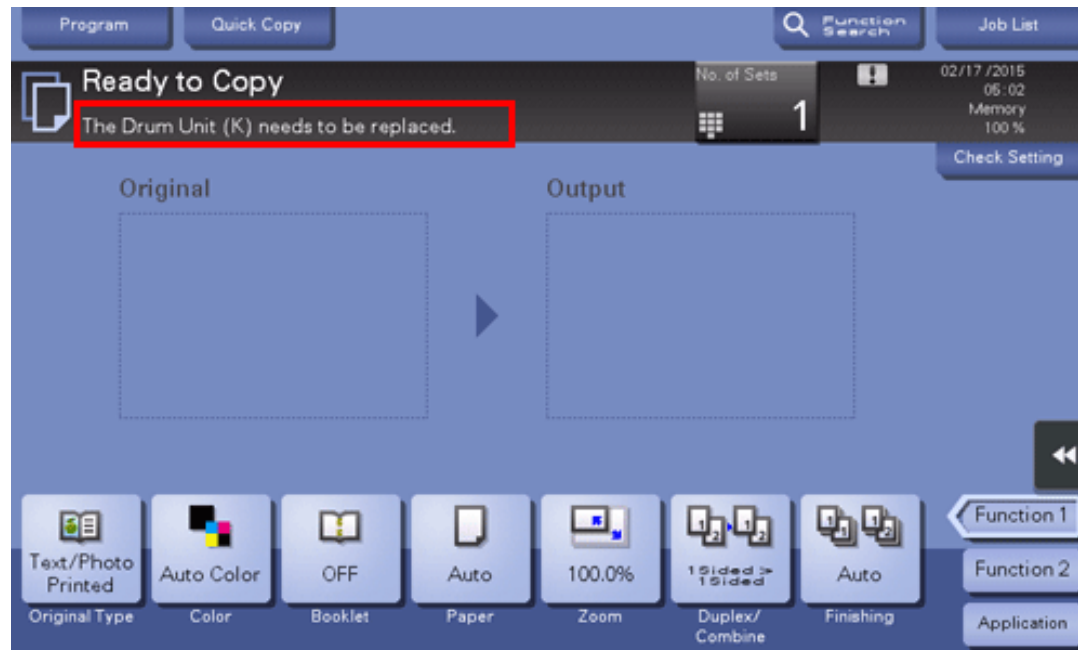 Program
Quick Copy
Function Search
Job List
Ready to Copy
The Drum Unit (K) needs to be replaced.
No. of Sets
1
02/17 /2015
05:02
Memory
100 %
Check Setting
Original
Output
Text/Photo
Printed
Auto Color
OFF
Auto
100.0%
1Sided >
1Sided
Auto
Original Type
Color
Booklet
Paper
Zoom
Duplex/
Combine
Finishing
Function 1
Function 2
Application